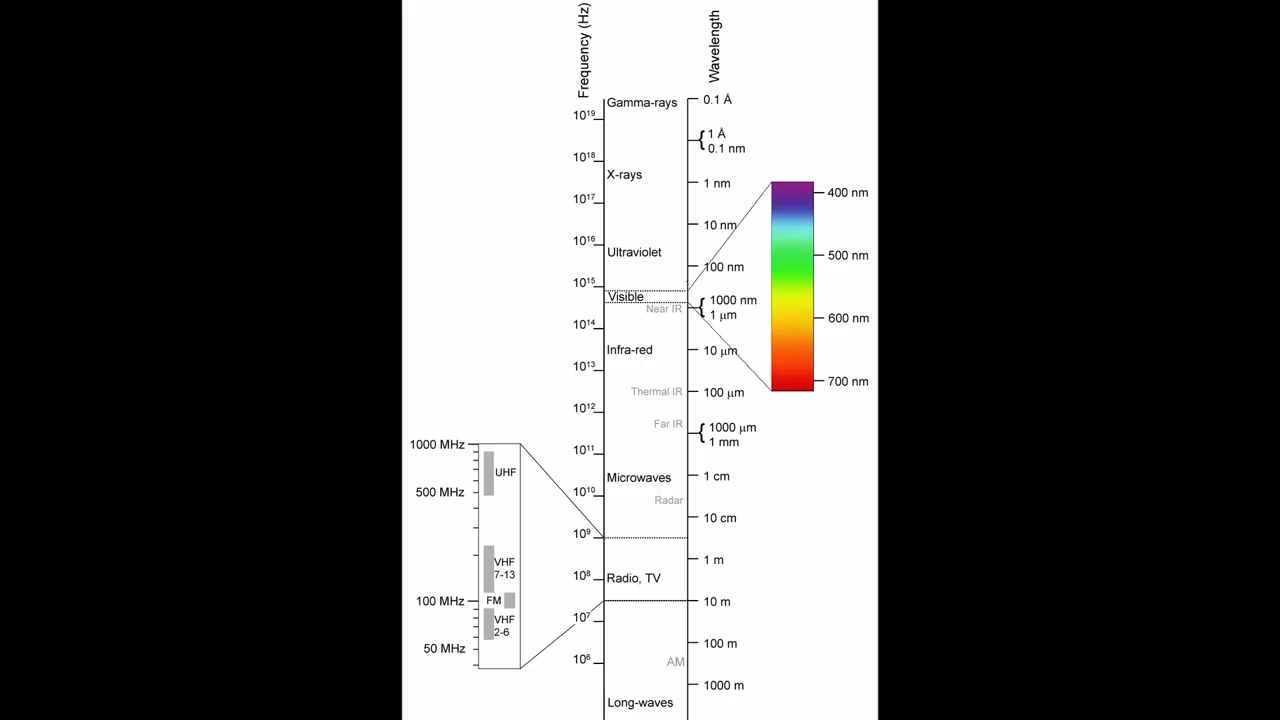 Frequency (Hz)
Wavelength
Gamma-rays
0.1 Å
10¹⁹
1 Å
0.1 nm
10¹⁸
X-rays
1 nm
400 nm
10¹⁷
10 nm
10¹⁶
Ultraviolet
500 nm
100 nm
10¹⁵
Visible
1000 nm
Near IR
1 μm
600 nm
10¹⁴
Infra-red
10 μm
10¹³
700 nm
Thermal IR
100 μm
10¹²
Far IR
1000 μm
1 mm
1000 MHz
10¹¹
UHF
Microwaves
1 cm
500 MHz
10¹⁰
Radar
10 cm
10⁹
VHF
7-13
1 m
10⁸
Radio, TV
100 MHz
FM
10 m
VHF
2-6
10⁷
50 MHz
100 m
10⁶
AM
1000 m
Long-waves